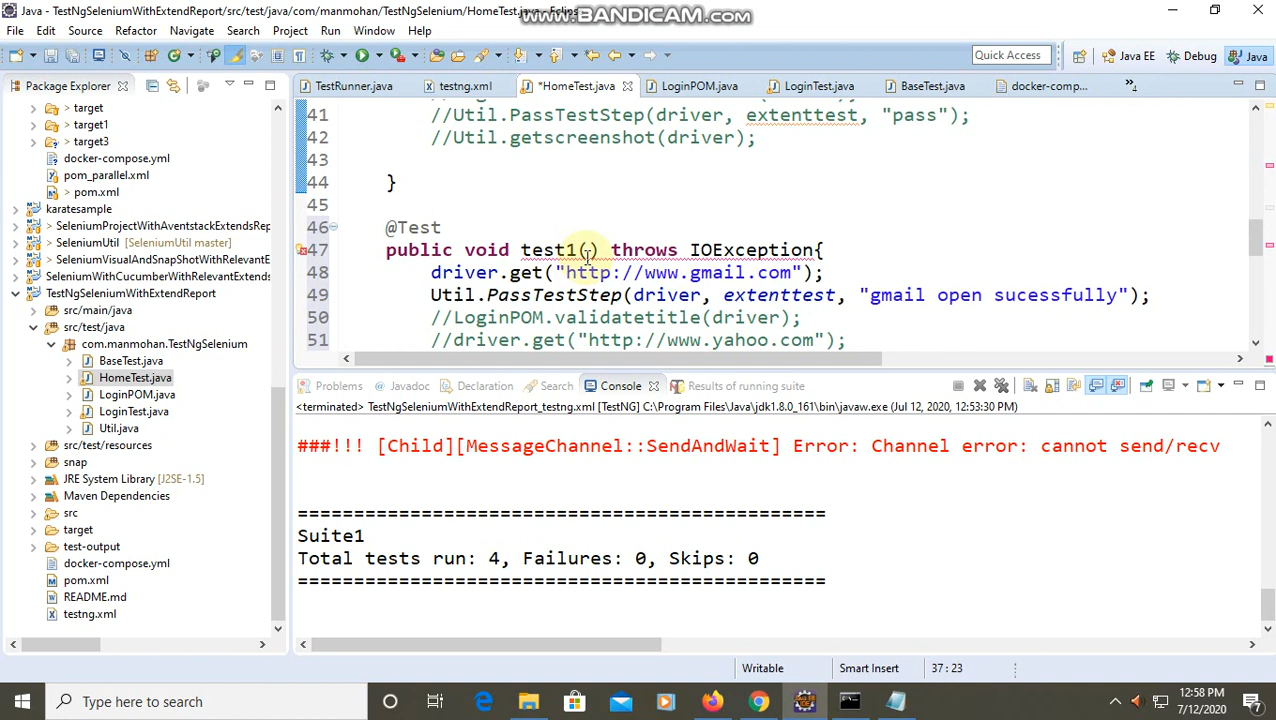 Java - TestNgSeleniumWithExtendReport/src/test/java/com/manmohan/TestNgSelenium/HomeTest.java - Eclipse
www.BANDICAM.com
File Edit Source Refactor Navigate Search Project Run Window Help
Quick Access
Java EE
Debug
Java
Package Explorer
TestRunner.java
testng.xml
*HomeTest.java
LoginPOM.java
LoginTest.java
BaseTest.java
docker-comp...
target
target1
target3
docker-compose.yml
pom_parallel.xml
pom.xml
karatesample
SeleniumProjectWithAventstackExtendsRep
SeleniumUtil [SeleniumUtil master]
SeleniumVisualAndSnapShotWithRelevantE
SeleniumWithCucumberWithRelevantExtend
TestNgSeleniumWithExtendReport
src/main/java
src/test/java
com.manmohan.TestNgSelenium
BaseTest.java
HomeTest.java
LoginPOM.java
LoginTest.java
Util.java
src/test/resources
snap
JRE System Library [J2SE-1.5]
Maven Dependencies
src
target
test-output
docker-compose.yml
pom.xml
README.md
testng.xml
41 //Util.PassTestStep(driver, extenttest, "pass");
42 //Util.getscreenshot(driver);
43
44 }
45
46 @Test
47 public void test1() throws IOException{
48 driver.get("http://www.gmail.com");
49 Util.PassTestStep(driver, extenttest, "gmail open sucessfully");
50 //LoginPOM.validatetitle(driver);
51 //driver.get("http://www.yahoo.com");
Problems
Javadoc
Declaration
Search
Console
Results of running suite
<terminated> TestNgSeleniumWithExtendReport_testng.xml [TestNG] C:\Program Files\Java\jdk1.8.0_161\bin\javaw.exe (Jul 12, 2020, 12:53:30 PM)
###!!! [Child][MessageChannel::SendAndWait] Error: Channel error: cannot send/recv
===============================================
Suite1
Total tests run: 4, Failures: 0, Skips: 0
===============================================
Writable
Smart Insert
37 : 23
Type here to search
12:58 PM
7/12/2020
7